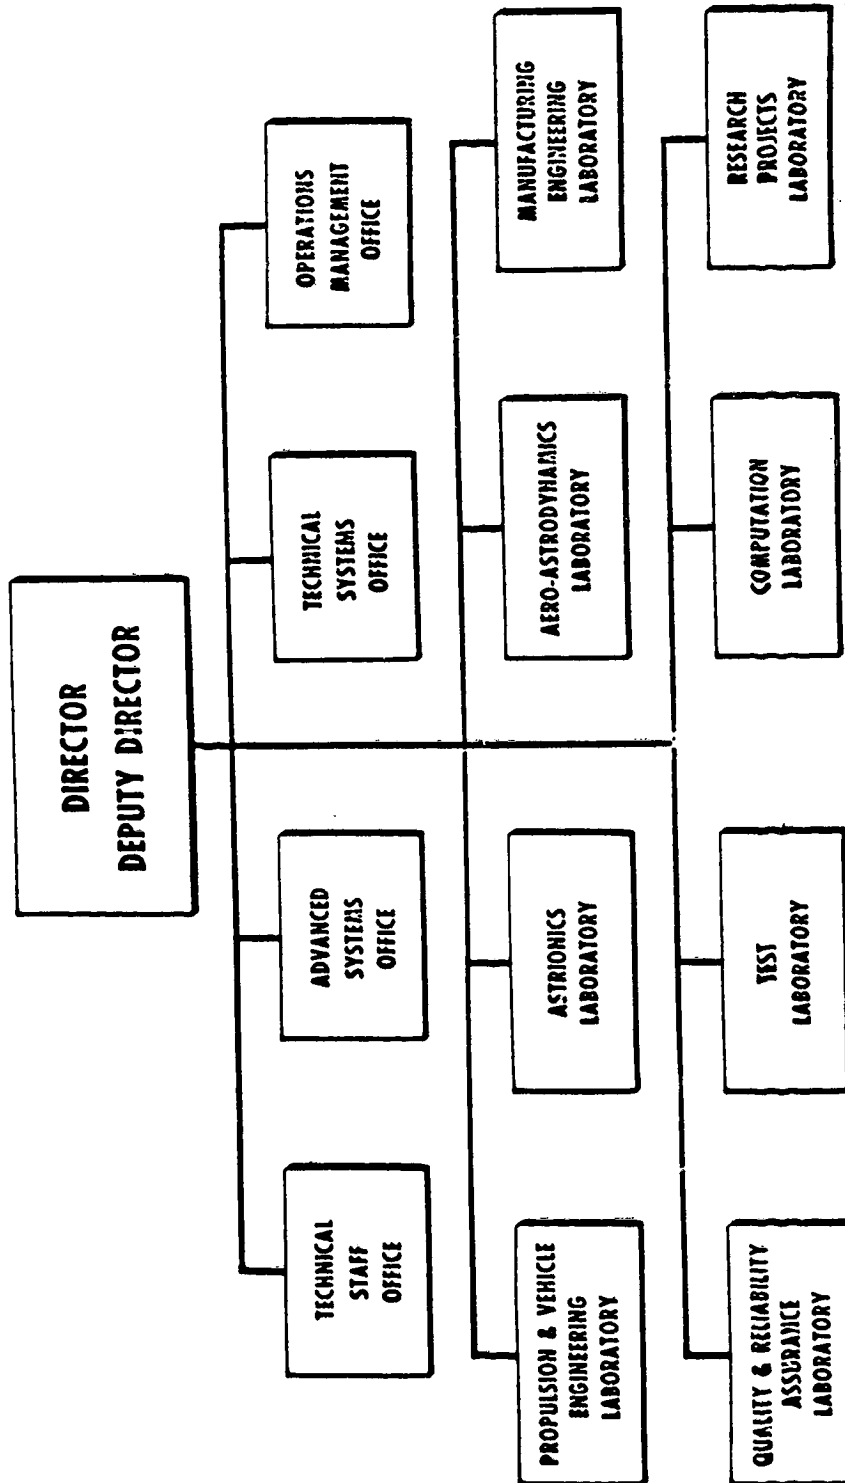 DIRECTOR
DEPUTY DIRECTOR
TECHNICAL
STAFF
OFFICE
ADVANCED
SYSTEMS
OFFICE
TECHNICAL
SYSTEMS
OFFICE
OPERATIONS
MANAGEMENT
OFFICE
PROPULSION & VEHICLE
ENGINEERING
LABORATORY
ASTRIONICS
LABORATORY
AERO-ASTRODYNAMICS
LABORATORY
MANUFACTURING
ENGINEERING
LABORATORY
QUALITY & RELIABILITY
ASSURANCE
LABORATORY
TEST
LABORATORY
COMPUTATION
LABORATORY
RESEARCH
PROJECTS
LABORATORY